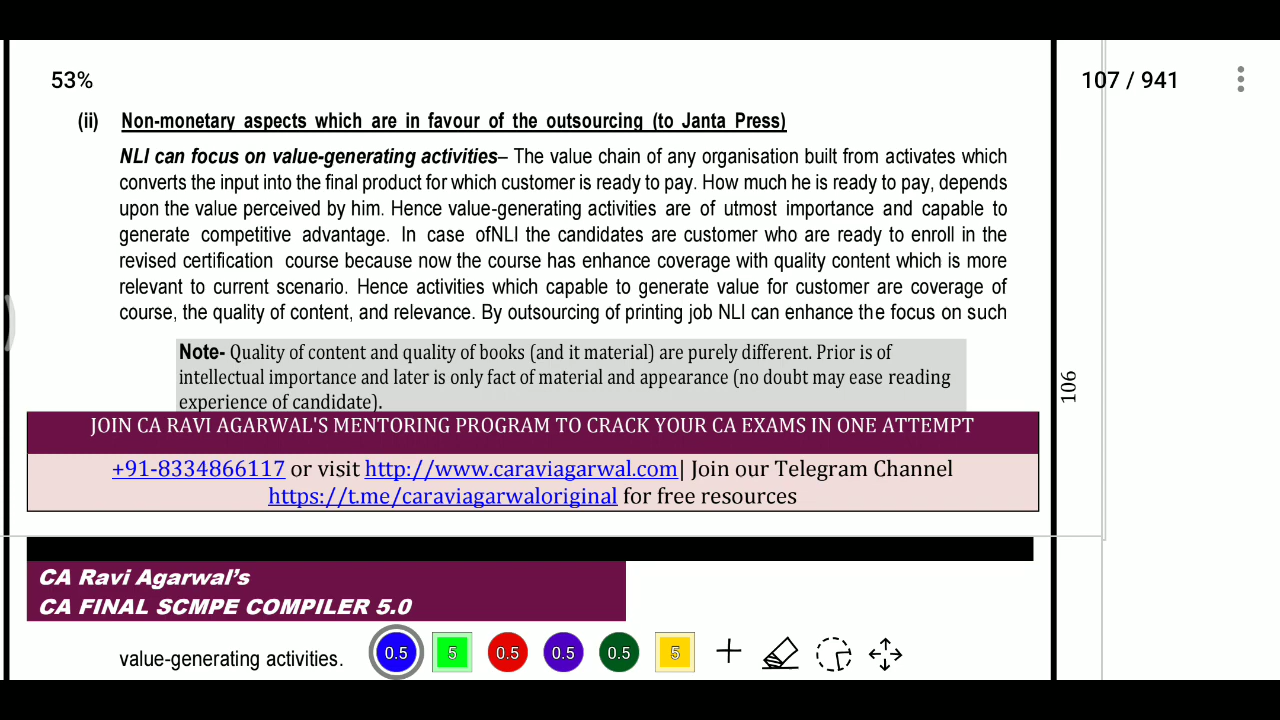 53%
107 / 941
(ii) Non-monetary aspects which are in favour of the outsourcing (to Janta Press)
NLI can focus on value-generating activities– The value chain of any organisation built from activates which
converts the input into the final product for which customer is ready to pay. How much he is ready to pay, depends
upon the value perceived by him. Hence value-generating activities are of utmost importance and capable to
generate competitive advantage. In case ofNLI the candidates are customer who are ready to enroll in the
revised certification course because now the course has enhance coverage with quality content which is more
relevant to current scenario. Hence activities which capable to generate value for customer are coverage of
course, the quality of content, and relevance. By outsourcing of printing job NLI can enhance the focus on such
Note- Quality of content and quality of books (and it material) are purely different. Prior is of
intellectual importance and later is only fact of material and appearance (no doubt may ease reading
experience of candidate).
106
JOIN CA RAVI AGARWAL'S MENTORING PROGRAM TO CRACK YOUR CA EXAMS IN ONE ATTEMPT
+91-8334866117 or visit http://www.caraviagarwal.com| Join our Telegram Channel
https://t.me/caraviagarwaloriginal for free resources
CA Ravi Agarwal's
CA FINAL SCMPE COMPILER 5.0
value-generating activities.
0.5 5 0.5 0.5 0.5 5